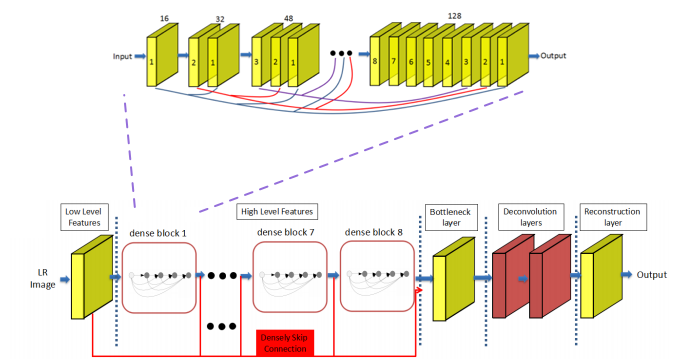 16
32
48
128
Input
1
2
1
3
2
1
8
7
6
5
4
3
2
1
Output
Low Level
Features
High Level Features
Bottleneck
layer
Deconvolution
layers
Reconstruction
layer
dense block 1
dense block 7
dense block 8
LR
Image
Output
Densely Skip
Connection